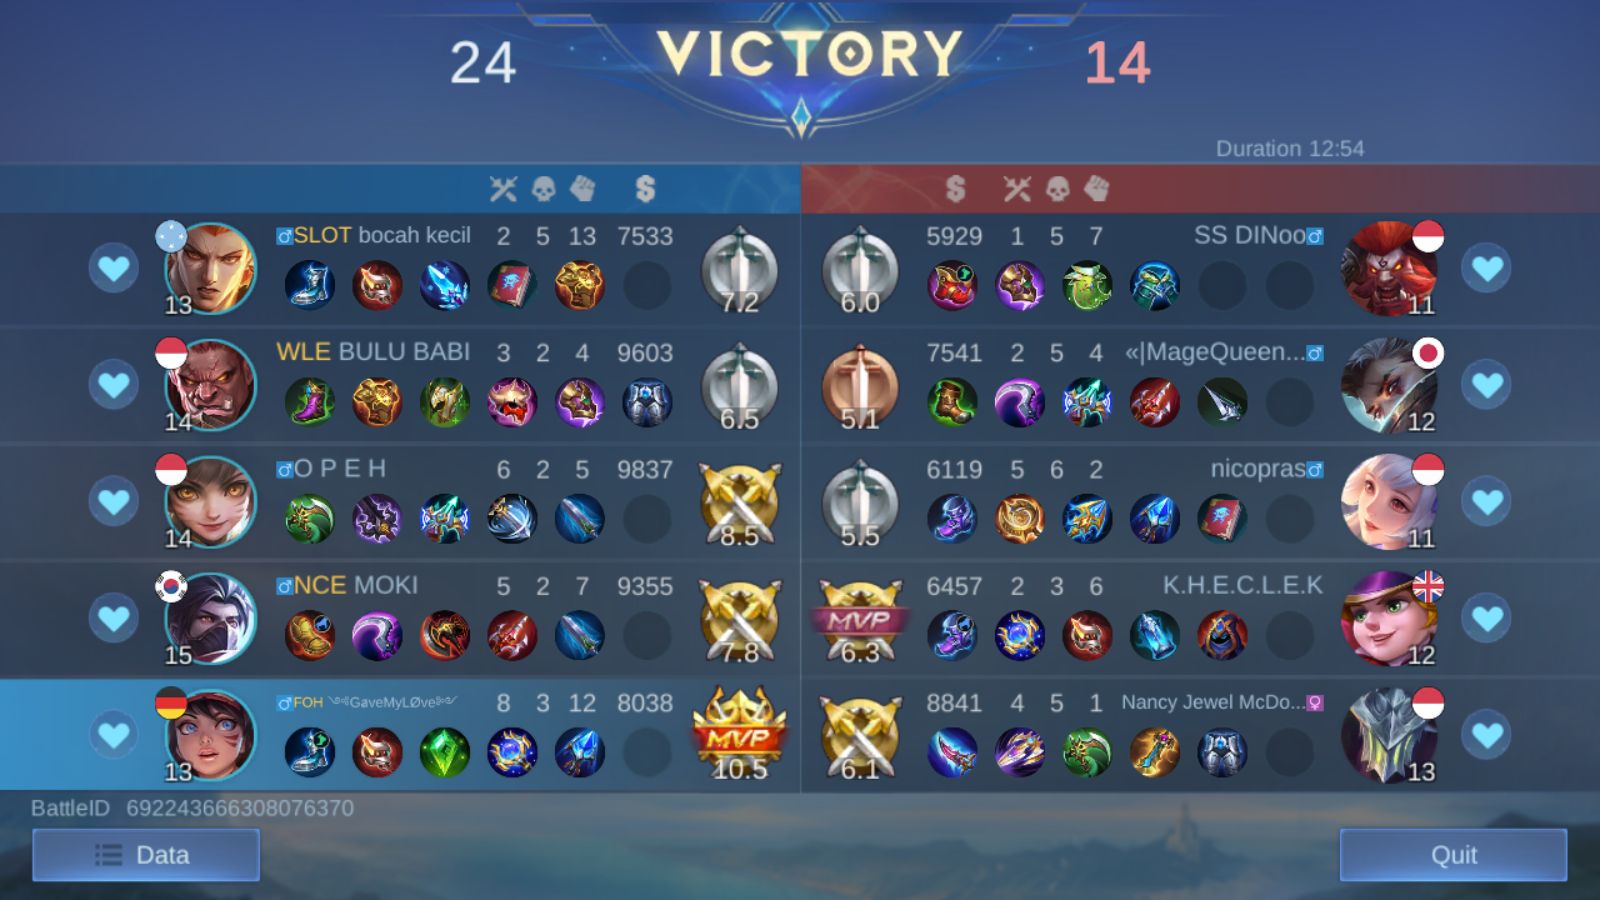 24 VICTORY 14
Duration 12:54
SLOT bocah kecil 2 5 13 7533
13 7.2
5929 1 5 7 SS DINoo
6.0 11
WLE BULU BABI 3 2 4 9603
14 6.5
7541 2 5 4 «|MageQueen...
5.1 12
O P E H 6 2 5 9837
14 8.5
6119 5 6 2 nicopras
5.5 11
NCE MOKI 5 2 7 9355
15 7.8
6457 2 3 6 K.H.E.C.L.E.K
MVP
6.3 12
FOH GaveMyLØve 8 3 12 8038
MVP
13 10.5
8841 4 5 1 Nancy Jewel McDo...
6.1 13
BattleID 692243666308076370
Data
Quit